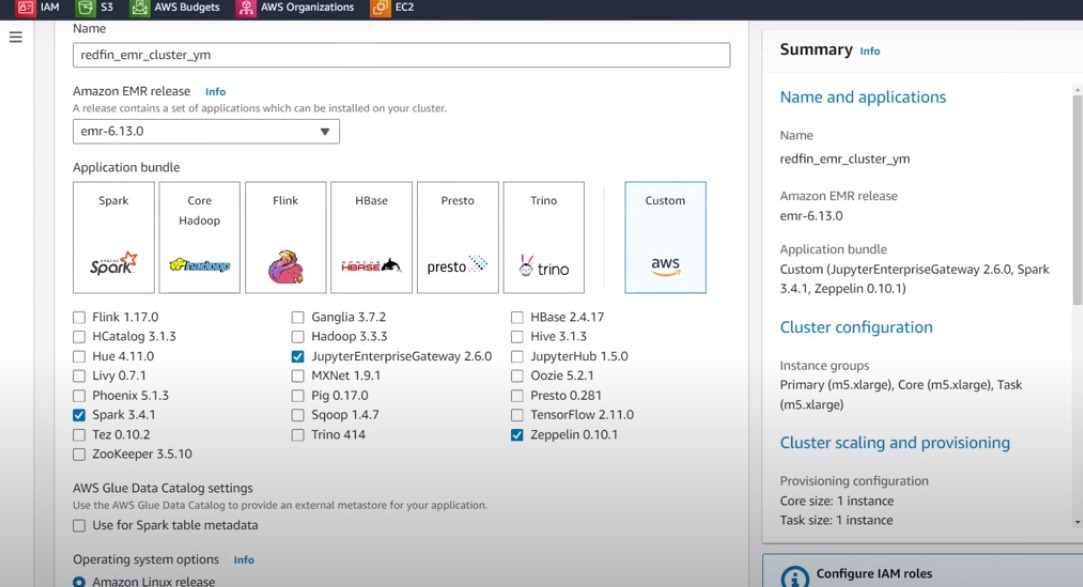 IAM S3 AWS Budgets AWS Organizations EC2
Name
redfin_emr_cluster_ym
Amazon EMR release Info
A release contains a set of applications which can be installed on your cluster.
emr-6.13.0
Application bundle
Spark
APACHE Spark
Core
Hadoop
hadoop
Flink
HBase
APACHE HBASE
Presto
presto
Trino
trino
Custom
aws
Flink 1.17.0
Ganglia 3.7.2
HBase 2.4.17
HCatalog 3.1.3
Hadoop 3.3.3
Hive 3.1.3
Hue 4.11.0
JupyterEnterpriseGateway 2.6.0
JupyterHub 1.5.0
Livy 0.7.1
MXNet 1.9.1
Oozie 5.2.1
Phoenix 5.1.3
Pig 0.17.0
Presto 0.281
Spark 3.4.1
Sqoop 1.4.7
TensorFlow 2.11.0
Tez 0.10.2
Trino 414
Zeppelin 0.10.1
ZooKeeper 3.5.10
AWS Glue Data Catalog settings
Use the AWS Glue Data Catalog to provide an external metastore for your application.
Use for Spark table metadata
Operating system options Info
Amazon Linux release
Summary Info
Name and applications
Name
redfin_emr_cluster_ym
Amazon EMR release
emr-6.13.0
Application bundle
Custom (JupyterEnterpriseGateway 2.6.0, Spark
3.4.1, Zeppelin 0.10.1)
Cluster configuration
Instance groups
Primary (m5.xlarge), Core (m5.xlarge), Task
(m5.xlarge)
Cluster scaling and provisioning
Provisioning configuration
Core size: 1 instance
Task size: 1 instance
Configure IAM roles